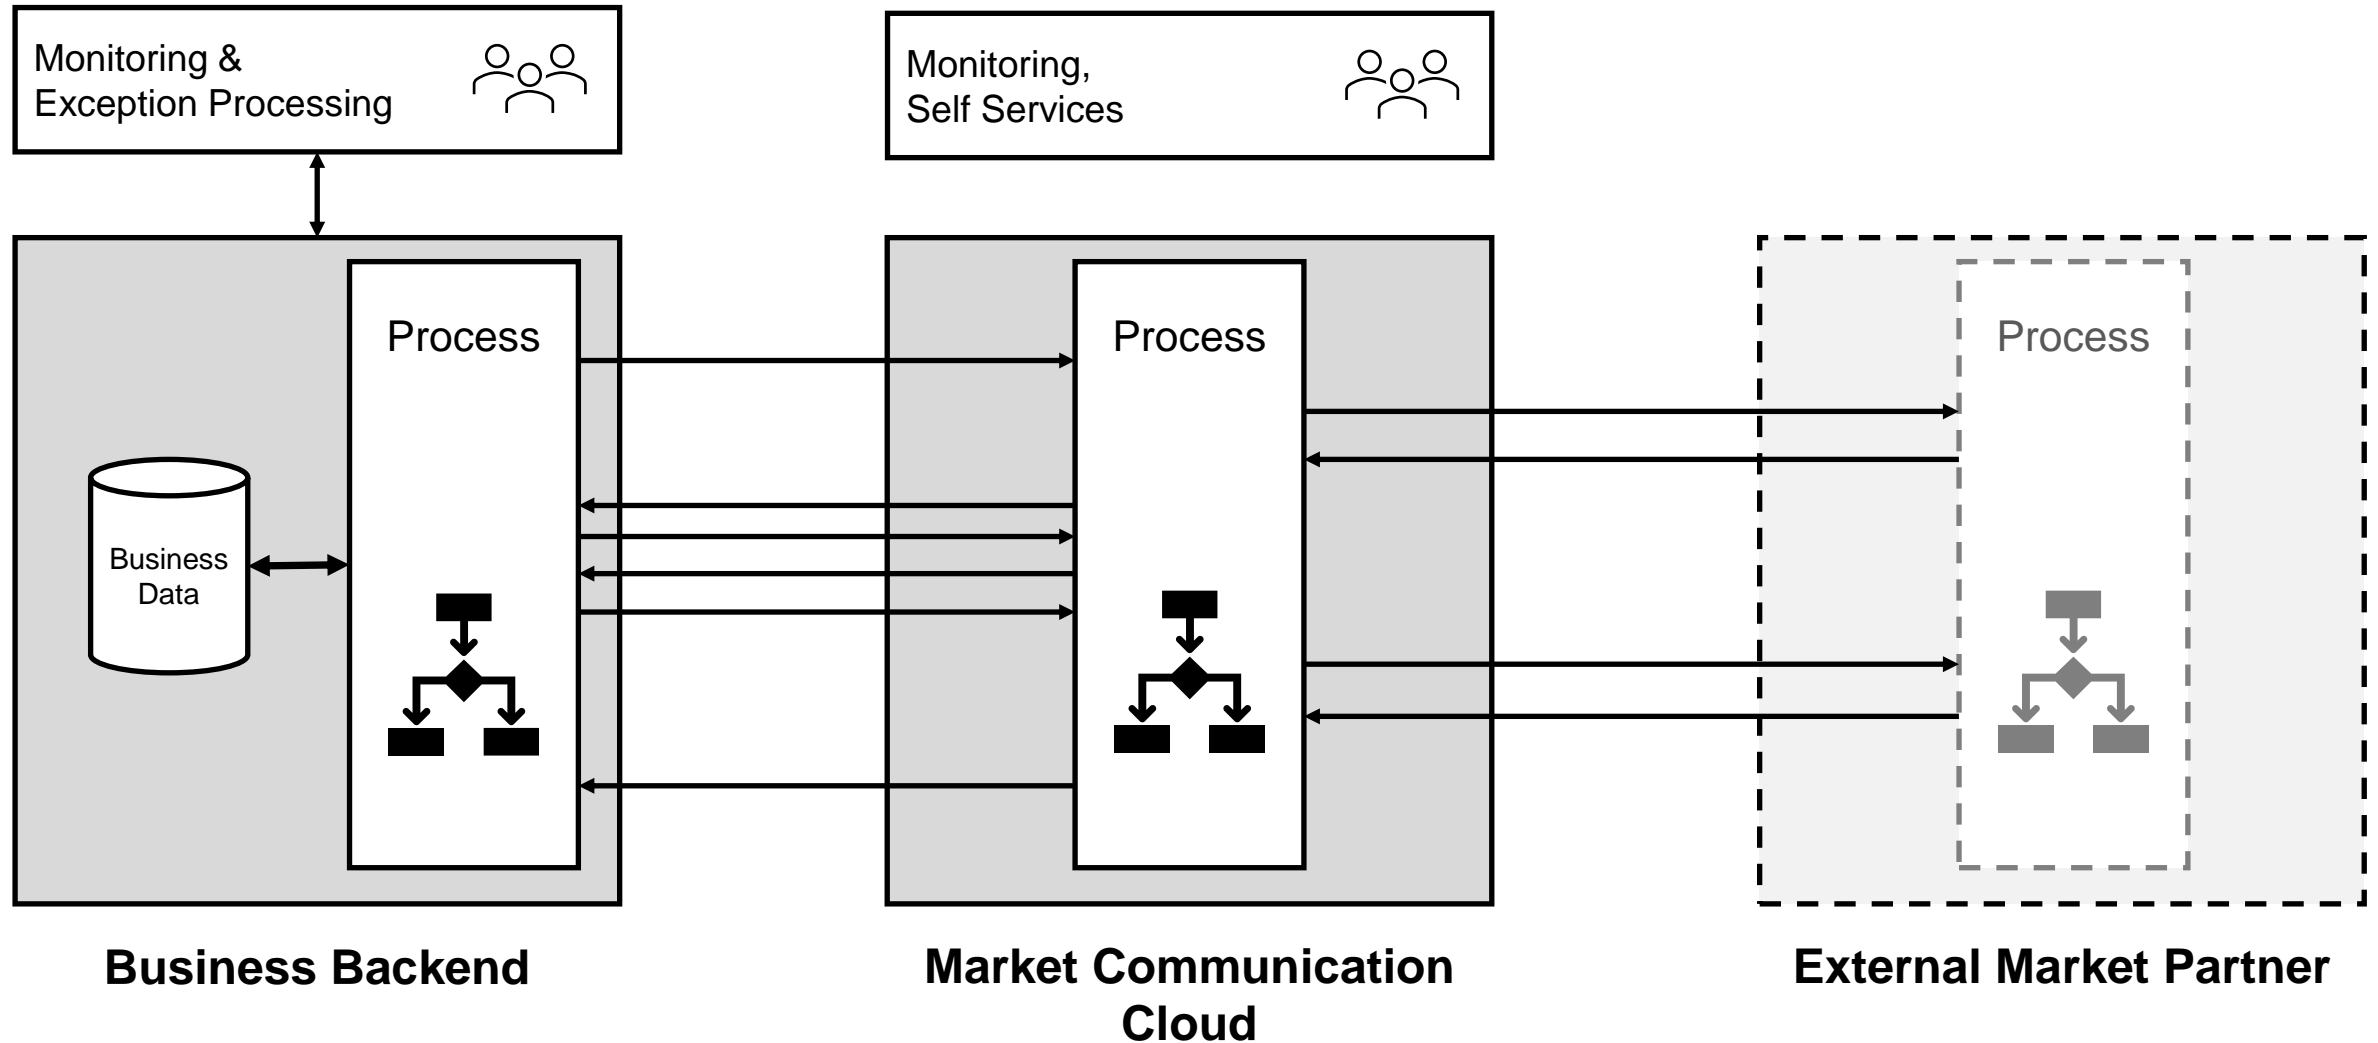 Monitoring &
Exception Processing
Monitoring,
Self Services
Process
Process
Process
Business
Data
Business Backend
Market Communication
Cloud
External Market Partner